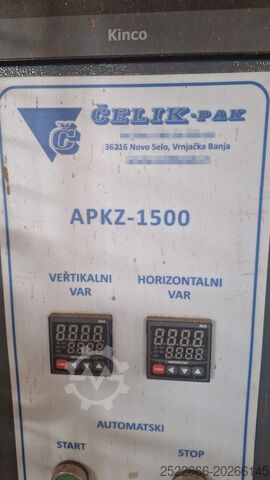 Kinco
ČELIK-PAK
36216 Novo Selo, Vrnjačka Banja
APKZ-1500
VERTIKALNI VAR
HORIZONTALNI VAR
AUTOMATSKI
START
STOP
2522666-20266145